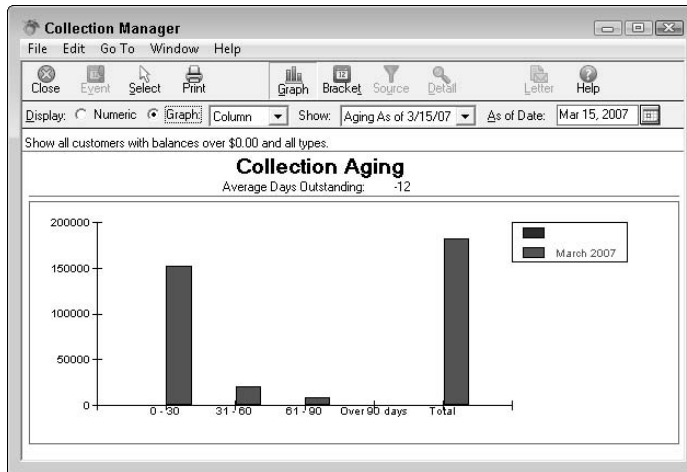 Collection Manager
File Edit Go To Window Help
Close Event Select Print Graph Bracket Source Detail Letter Help
Display: Numeric Graph: Column Show: Aging As of 3/15/07 As of Date: Mar 15, 2007
Show all customers with balances over $0.00 and all types.
Collection Aging
Average Days Outstanding: -12
200000
150000
100000
50000
0
0 - 30 31 - 60 61 - 90 Over 90 days Total
March 2007